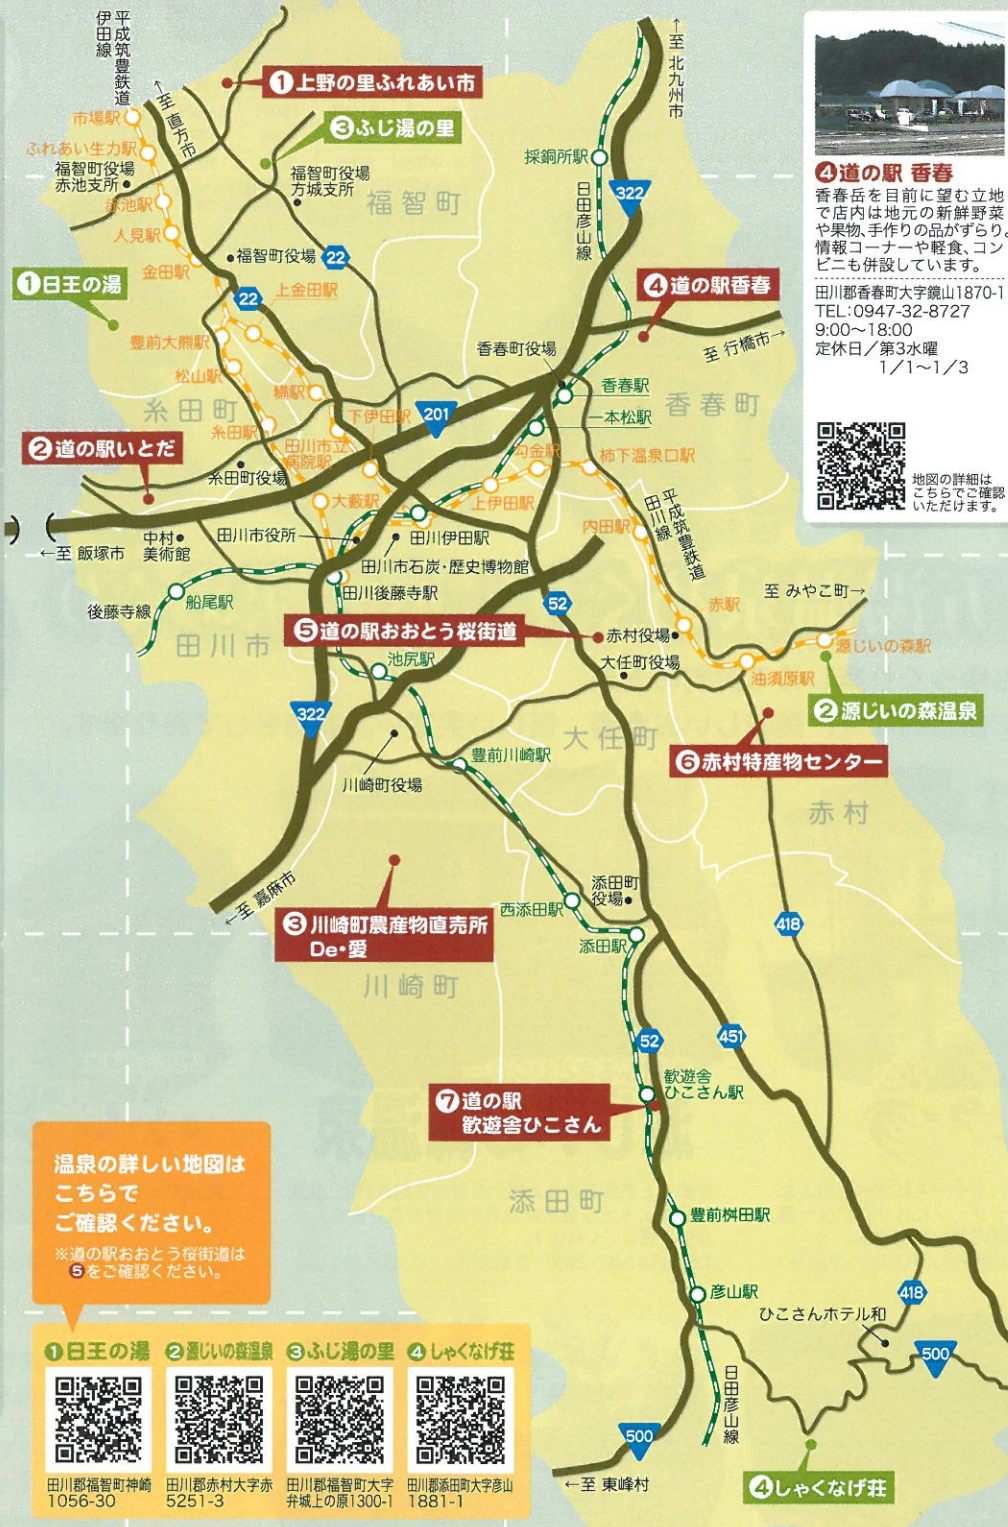 平成筑豊鉄道
伊田線
↑至 直方市
市場駅
ふれあい生力駅
福智町役場
赤池支所
赤池駅
人見駅
金田駅
❶上野の里ふれあい市
❸ふじ湯の里
福智町役場
方城支所
福智町
福智町役場
22
22
上金田駅
❶日王の湯
豊前大熊駅
松山駅
糒駅
糸田町
糸田駅
下伊田駅
田川市立
病院駅
201
❷道の駅いとだ
糸田町役場
大藪駅
←至 飯塚市
中村
美術館
田川市役所
田川伊田駅
田川市石炭・歴史博物館
田川後藤寺駅
後藤寺線
船尾駅
田川市
↑至 北九州市
採銅所駅
日田彦山線
322
❹道の駅香春
至 行橋市→
香春町役場
香春駅
香春町
一本松駅
勾金駅
柿下温泉口駅
上伊田駅
内田駅
平成筑豊鉄道
田川線
52
❺道の駅おおとう桜街道
赤村役場
赤駅
至 みやこ町→
源じいの森駅
油須原駅
大任町役場
❷源じいの森温泉
池尻駅
322
大任町
❻赤村特産物センター
赤村
川崎町役場
豊前川崎駅
←至 嘉麻市
❸川崎町農産物直売所
De・愛
川崎町
西添田駅
添田町
役場
添田駅
418
52
451
❼道の駅
歓遊舎ひこさん
歓遊舎
ひこさん駅
添田町
豊前桝田駅
彦山駅
ひこさんホテル和
418
500
日田彦山線
500
←至 東峰村
❹しゃくなげ荘
❹道の駅 香春
香春岳を目前に望む立地
で店内は地元の新鮮野菜
や果物、手作りの品がずらり。
情報コーナーや軽食、コン
ビニも併設しています。
田川郡香春町大字鏡山1870-1
TEL:0947-32-8727
9:00〜18:00
定休日／第3水曜
1／1〜1／3
地図の詳細は
こちらでご確認
いただけます。
温泉の詳しい地図は
こちらで
ご確認ください。
※道の駅おおとう桜街道は
❺をご確認ください。
❶日王の湯
田川郡福智町神崎
1056-30
❷源じいの森温泉
田川郡赤村大字赤
5251-3
❸ふじ湯の里
田川郡福智町大字
弁城上の原1300-1
❹しゃくなげ荘
田川郡添田町大字彦山
1881-1